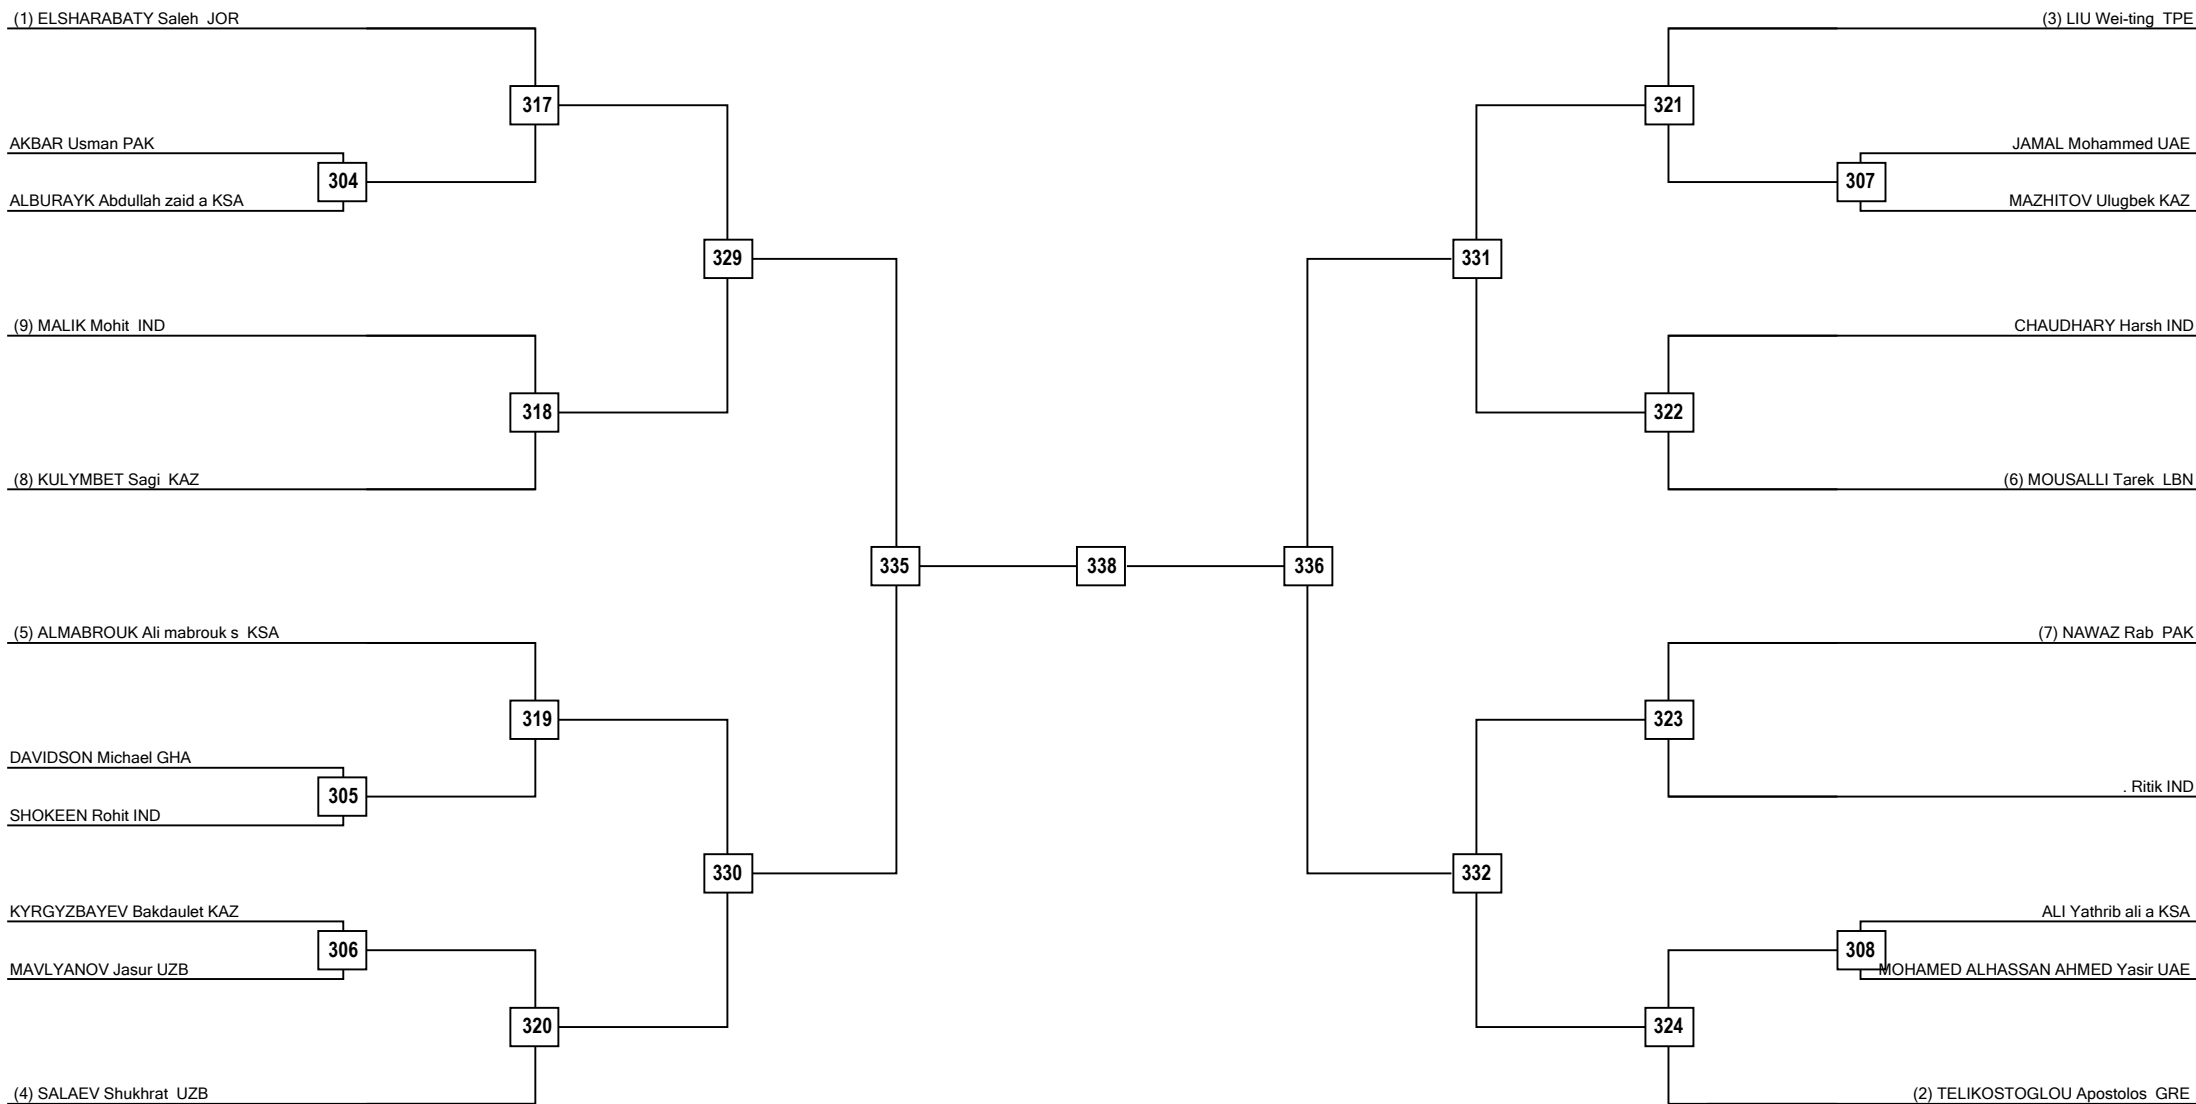 (1) ELSHARABATY Saleh JOR
(3) LIU Wei-ting TPE
317
321
AKBAR Usman PAK
JAMAL Mohammed UAE
304
307
ALBURAYK Abdullah zaid a KSA
MAZHITOV Ulugbek KAZ
329
331
(9) MALIK Mohit IND
CHAUDHARY Harsh IND
318
322
(8) KULYMBET Sagi KAZ
(6) MOUSALLI Tarek LBN
335
338
336
(5) ALMABROUK Ali mabrouk s KSA
(7) NAWAZ Rab PAK
319
323
DAVIDSON Michael GHA
305
. Ritik IND
SHOKEEN Rohit IND
330
332
KYRGYZBAYEV Bakdaulet KAZ
ALI Yathrib ali a KSA
306
308
MAVLYANOV Jasur UZB
MOHAMED ALHASSAN AHMED Yasir UAE
320
324
(4) SALAEV Shukhrat UZB
(2) TELIKOSTOGLOU Apostolos GRE